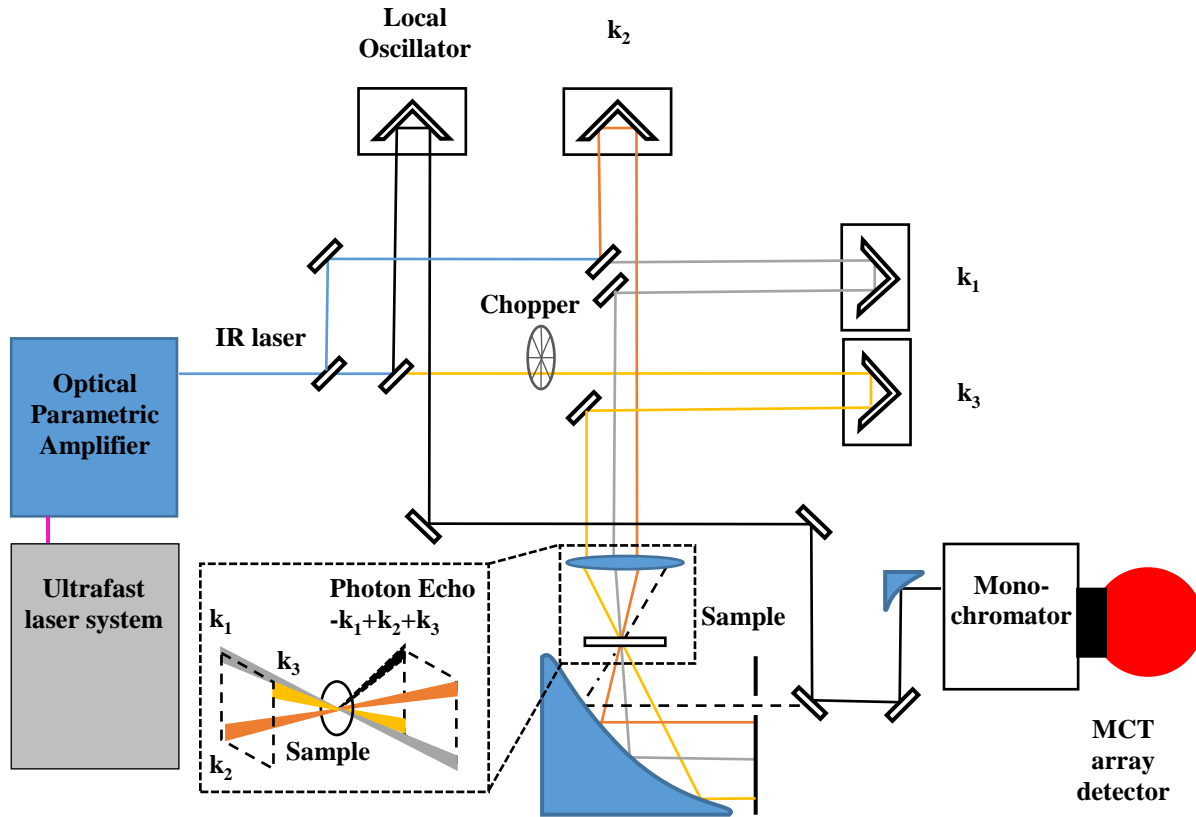 Local
Oscillator
k₂
k₁
IR laser
Chopper
k₃
Optical
Parametric
Amplifier
Ultrafast
laser system
Photon Echo
-k₁+k₂+k₃
k₁
k₃
Sample
k₂
Sample
Mono-
chromator
MCT
array
detector